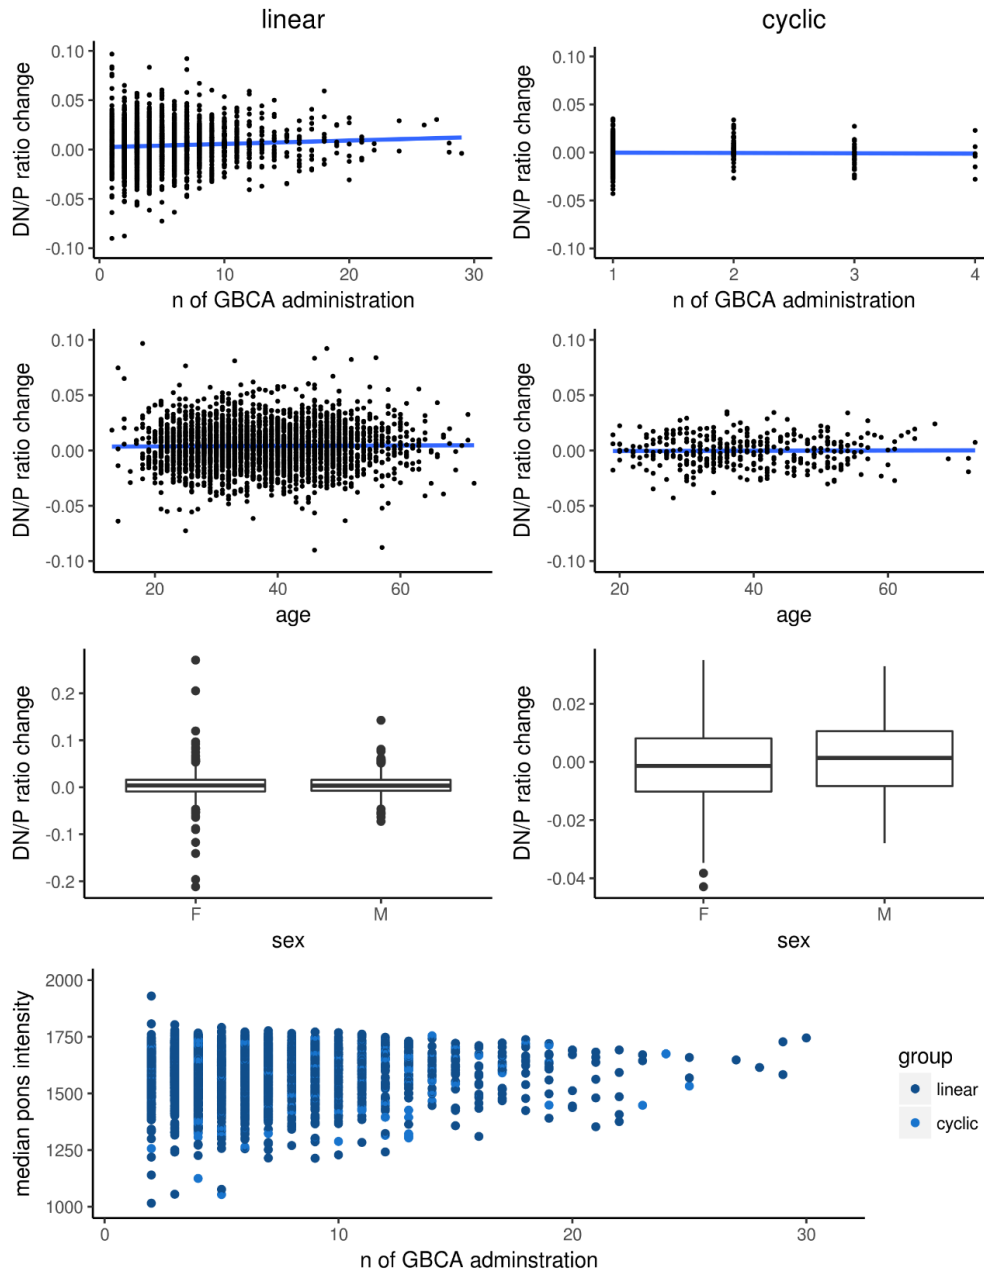 linear
cyclic
DN/P ratio change
0.10
0.05
0.00
-0.05
-0.10
0
10
20
30
n of GBCA administration
DN/P ratio change
0.10
0.05
0.00
-0.05
-0.10
1
2
3
4
n of GBCA administration
DN/P ratio change
0.10
0.05
0.00
-0.05
-0.10
20
40
60
age
DN/P ratio change
0.10
0.05
0.00
-0.05
-0.10
20
40
60
age
DN/P ratio change
0.2
0.1
0.0
-0.1
-0.2
F
M
sex
DN/P ratio change
0.02
0.00
-0.02
-0.04
F
M
sex
median pons intensity
2000
1750
1500
1250
1000
0
10
20
30
n of GBCA adminstration
group
linear
cyclic